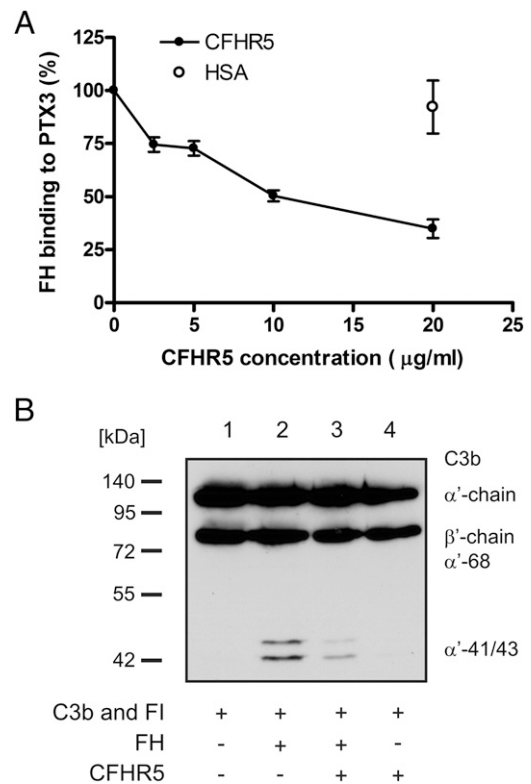 A
FH binding to PTX3 (%)
125
100
75
50
25
0
CFHR5
HSA
0 5 10 15 20 25
CFHR5 concentration ( μg/ml)
B
[kDa] 1 2 3 4
C3b
140 α’-chain
95
β’-chain
72
α’-68
55
42 α’-41/43
C3b and FI + + + +
FH - + + -
CFHR5 - - + +